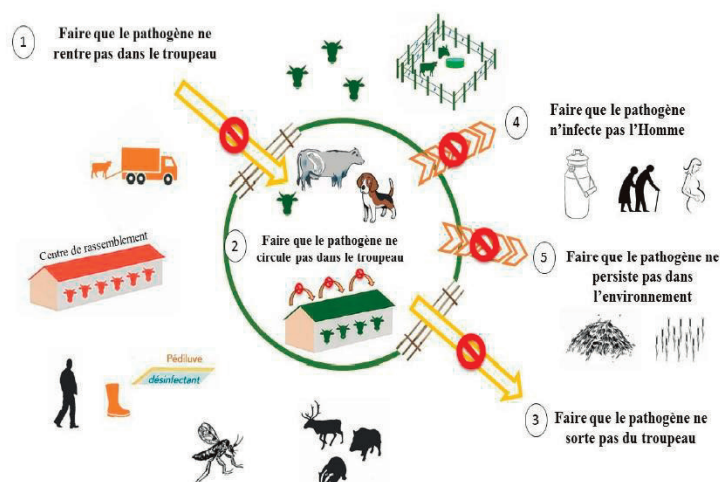 1
Faire que le pathogène ne
rentre pas dans le troupeau
4
Faire que le pathogène
n'infecte pas l'Homme
Centre de rassemblement
2
Faire que le pathogène ne
circule pas dans le troupeau
5
Faire que le pathogène ne
persiste pas dans
l'environnement
Pédiluve
désinfectant
3
Faire que le pathogène ne
sorte pas du troupeau